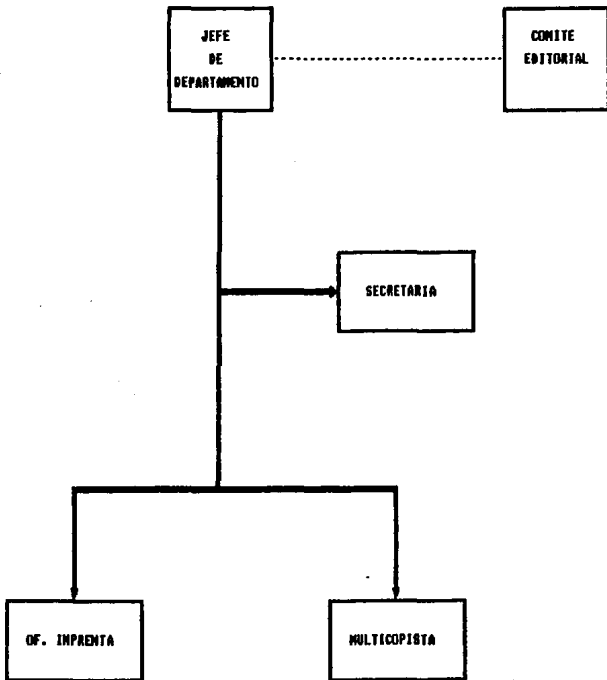 JEFE
DE
DEPARTAMENTO
COMITE
EDITORIAL
SECRETARIA
OF. IMPRENTA
MULTICOPISTA